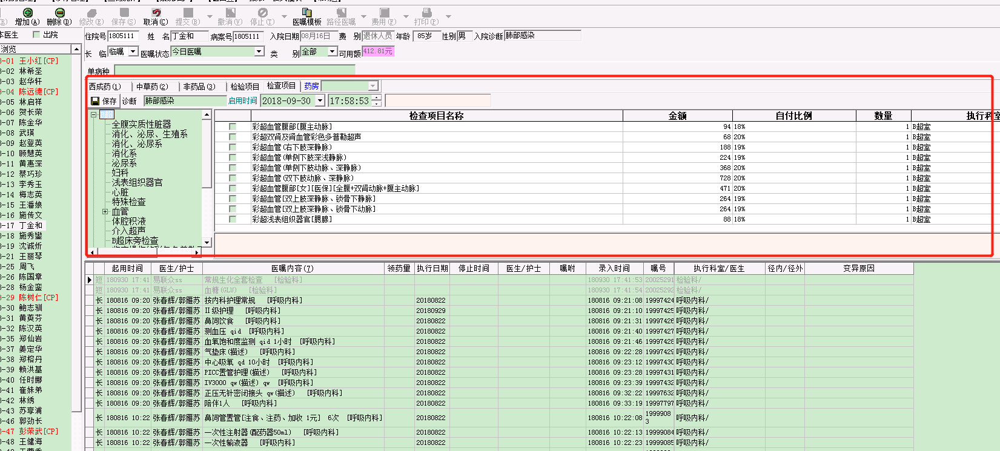 增加(A) 删除(D) 修改(E) 保存(S) 取消(C) 提交(B) 撤消(V) 停止(T) 医嘱模板 路径医嘱 费用(F) 打印(P)
本医生 出院 住院号 1805111 姓 名 丁金和 病案号 1805111 入院日期 08月16日 费 别 退休人员 年龄 85岁 性别 男 入院诊断 肺部感染
长 临 临嘱 医嘱状态 今日医嘱 类 别 全部 可用额 412.81元
单病种
浏览
3-01 王小红[CP]
3-02 林希圣
3-03 赵华轩
3-04 陈远德[CP]
3-05 林启祥
3-06 贺长荣
3-07 陈金华
3-08 武瑛
3-09 赵登英
3-10 顾慧英
3-11 黄惠深
3-12 蔡巧珍
3-13 李秀玉
3-14 梅志英
3-15 王潘娘
3-16 施传文
3-17 丁金和
3-18 施秀鑾
3-19 沈诚炘
3-21 王丽琴
3-25 周飞
3-26 陈国章
3-28 杨金銮
3-29 陈树仁[CP]
3-30 鲍志驯
3-31 黄萸芬
3-32 陈汉英
3-35 郑仙岩
3-37 姜定华
3-38 郑榕丹
3-39 赖洪基
3-40 任时娜
3-41 崔妹弟
3-42 林绣
3-43 苏享浦
3-46 郭劲长
3-47 彭荣武[CP]
3-48 王健海
西成药(1) 中草药(2) 非药品(3) 检验项目 检查项目 药房
保存 诊断 肺部感染 启用时间 2018-09-30 17:58:53
B超
全腹实质性脏器
消化、泌尿、生殖系
消化、泌尿系
消化系
泌尿系
妇科
浅表组织器官
心脏
特殊检查
血管
体腔积液
介入超声
B超床旁检查
检查项目名称 金额 自付比例 数量 执行科室
彩超血管腹部[腹主动脉] 94 18% 1 B超室
彩超双肾及肾血管彩色多普勒超声 68 20% 1 B超室
彩超血管(右下肢深静脉) 188 19% 1 B超室
彩超血管(单侧下肢深浅静脉) 224 19% 1 B超室
彩超血管(单侧下肢动脉、深静脉) 368 20% 1 B超室
彩超血管(双下肢动脉、深静脉) 728 20% 1 B超室
彩超血管腹部[女][医保][全腹+双肾动脉+腹主动脉] 471 20% 1 B超室
彩超血管[双上肢深静脉、锁骨下静脉] 264 19% 1 B超室
彩超血管[双上肢深静脉、锁骨下动脉] 264 19% 1 B超室
彩超浅表组织器官[腮腺] 88 18% 1 B超室
起用时间 医生/护士 医嘱内容(7) 领药量 执行日期 停止时间 医生/护士 嘱咐 录入时间 嘱号 执行科室/医生 径内/径外 变异原因
短 180930 17:41 易联众ss 常规生化全套检查 [检验科] 180930 17:41:53 20025291 检验科/
短 180930 17:41 易联众ss 血糖(GLU) [检验科] 180930 17:41:54 20025292 检验科/
长 180816 09:20 张春辉/郭雁苏 按内科护理常规 [呼吸内科] 20180822 180816 09:21:08 19997424 呼吸内科/
长 180816 09:20 张春辉/郭雁苏 II级护理 [呼吸内科] 20180929 180816 09:21:10 19997425 呼吸内科/
长 180816 09:20 张春辉/郭雁苏 鼻饲饮食 [呼吸内科] 20180822 180816 09:21:31 19997426 呼吸内科/
长 180816 09:20 张春辉/郭雁苏 测血压 qid [呼吸内科] 20180822 180816 09:21:40 19997427 呼吸内科/
长 180816 09:20 张春辉/郭雁苏 血氧饱和度监测 qid 1小时 [呼吸内科] 20180822 180816 09:21:46 19997428 呼吸内科/
长 180816 09:20 张春辉/郭雁苏 气垫床(描述) [呼吸内科] 20180822 180816 09:22:28 19997429 呼吸内科/
长 180816 09:20 张春辉/郭雁苏 中心吸氧 qd 10小时 [呼吸内科] 20180822 180816 09:23:12 19997430 呼吸内科/
长 180816 09:20 张春辉/郭雁苏 PICC置管护理(描述) [呼吸内科] 20180822 180816 09:23:28 19997431 呼吸内科/
长 180816 09:20 张春辉/郭雁苏 IV3000 qw(描述) qw [呼吸内科] 20180822 180816 09:23:39 19997432 呼吸内科/
长 180816 09:20 张春辉/郭雁苏 正压无针密闭接头 qw(描述) [呼吸内科] 20180822 180816 09:32:22 19997632 呼吸内科/
长 180816 09:20 张春辉/郭雁苏 陪伴1人 [呼吸内科] 20180822 180816 09:33:19 19997797 呼吸内科/
长 180816 10:22 张春辉/郭雁苏 鼻饲管置管[注食、注药、加收 1元] 6次 [呼吸内科] 20180822 180816 10:22:08 19999083 呼吸内科/
长 180816 10:22 张春辉/郭雁苏 一次性注射器(配药器50ml) [呼吸内科] 20180822 180816 10:22:13 19999084 呼吸内科/
长 180816 10:22 张春辉/郭雁苏 一次性输液器 [呼吸内科] 20180822 180816 10:22:23 19999085 呼吸内科/